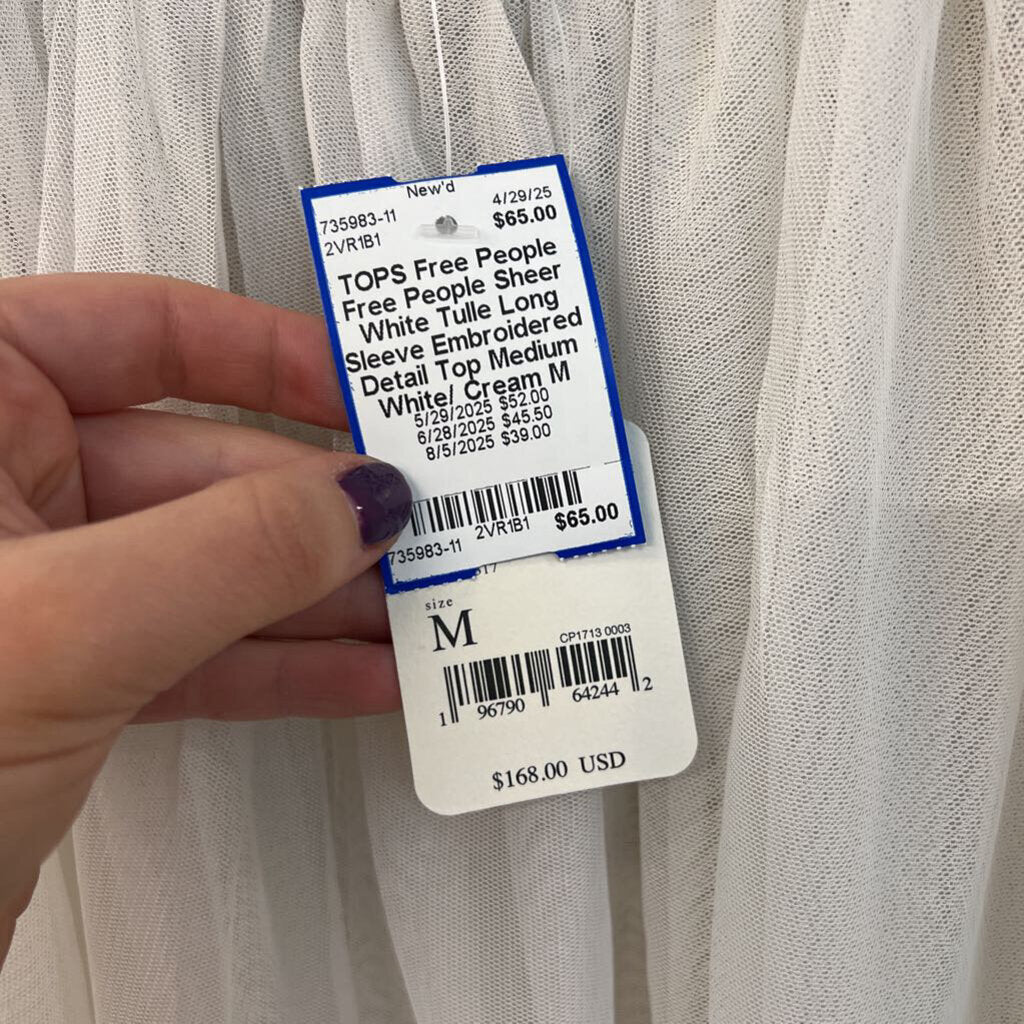 New'd
735983-11 4/29/25
2VR1B1 $65.00
TOPS Free People
Free People Sheer
White Tulle Long
Sleeve Embroidered
Detail Top Medium
White/ Cream M
5/29/2025 $52.00
6/28/2025 $45.50
8/5/2025 $39.00
735983-11 2VR1B1 $65.00
size
M
CP1713 0003
1 96790 64244 2
$168.00 USD